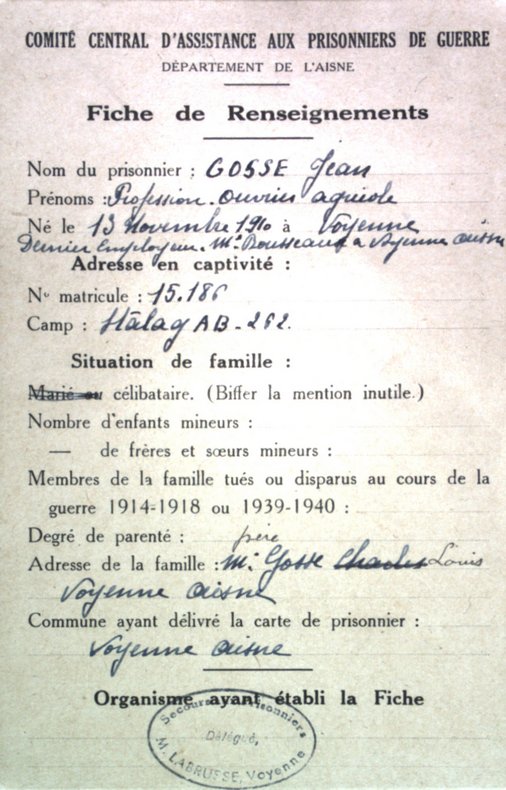 COMITÉ CENTRAL D'ASSISTANCE AUX PRISONNIERS DE GUERRE
DÉPARTEMENT DE L'AISNE
Fiche de Renseignements
Nom du prisonnier : GOSSE Jean
Prénoms : Profession - ouvrier agricole
Né le 13 Novembre 1910 à Voyenne
Dernier Employeur - Mr Rousseaux à Voyenne aisne
Adresse en captivité :
No matricule : 15.186
Camp : Stalag AB - 262.
Situation de famille :
Marié ou célibataire. (Biffer la mention inutile.)
Nombre d'enfants mineurs :
— de frères et sœurs mineurs :
Membres de la famille tués ou disparus au cours de la
guerre 1914-1918 ou 1939-1940 :
Degré de parenté : frère
Adresse de la famille : Mr Gosse Charles Louis
Voyenne aisne
Commune ayant délivré la carte de prisonnier :
Voyenne aisne
Organisme ayant établi la Fiche
Secours Prisonniers
Délégué,
M. LABRUSSE, Voyenne